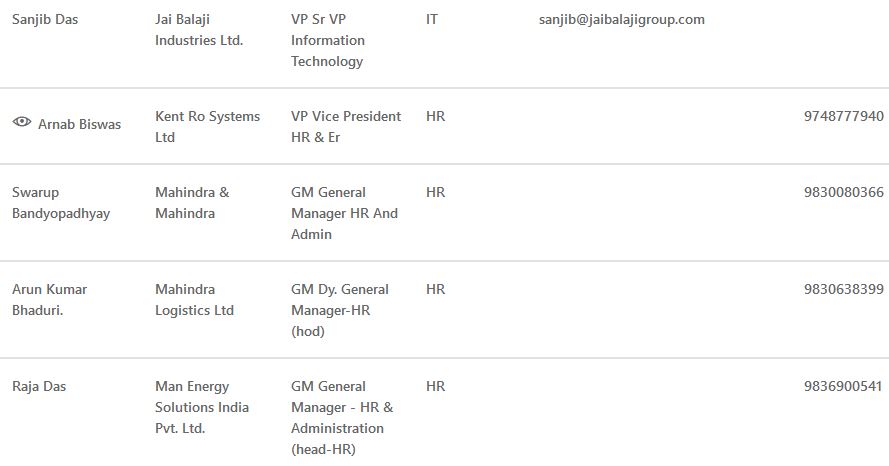 Sanjib Das Jai Balaji VP Sr VP IT sanjib@jaibalajigroup.com
Industries Ltd. Information
Technology
Arnab Biswas Kent Ro Systems VP Vice President HR 9748777940
Ltd HR & Er
Swarup Mahindra & GM General HR 9830080366
Bandyopadhyay Mahindra Manager HR And
Admin
Arun Kumar Mahindra GM Dy. General HR 9830638399
Bhaduri. Logistics Ltd Manager-HR
(hod)
Raja Das Man Energy GM General HR 9836900541
Solutions India Manager - HR &
Pvt. Ltd. Administration
(head-HR)